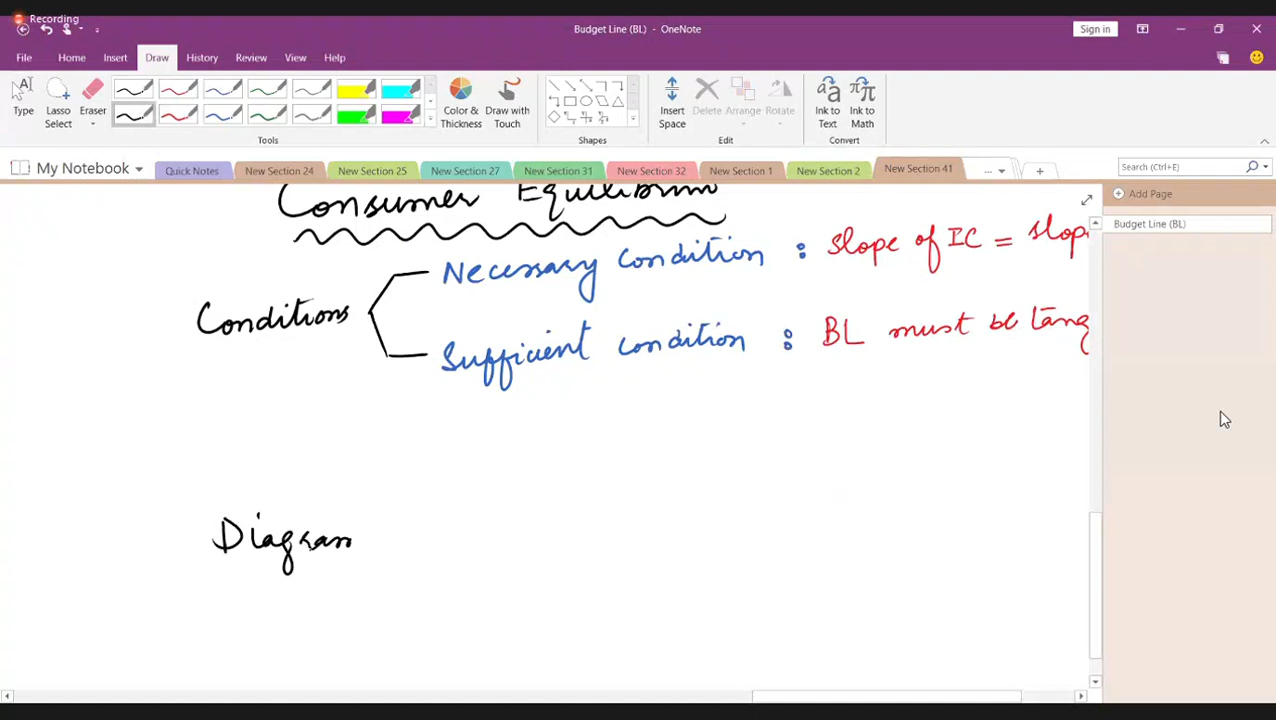 Recording
Budget Line (BL) - OneNote
Sign in
File Home Insert Draw History Review View Help
Type
Lasso Select
Eraser
Color & Thickness
Draw with Touch
Insert Space
Delete
Arrange
Rotate
Ink to Text
Ink to Math
Tools
Shapes
Edit
Convert
My Notebook
Quick Notes
New Section 24
New Section 25
New Section 27
New Section 31
New Section 32
New Section 1
New Section 2
New Section 41
...
Search (Ctrl+E)
Add Page
Budget Line (BL)
Consumer Equilibrium
Necessary condition : slope of IC = slop
Conditions
Sufficient condition : BL must be tang
Diagram